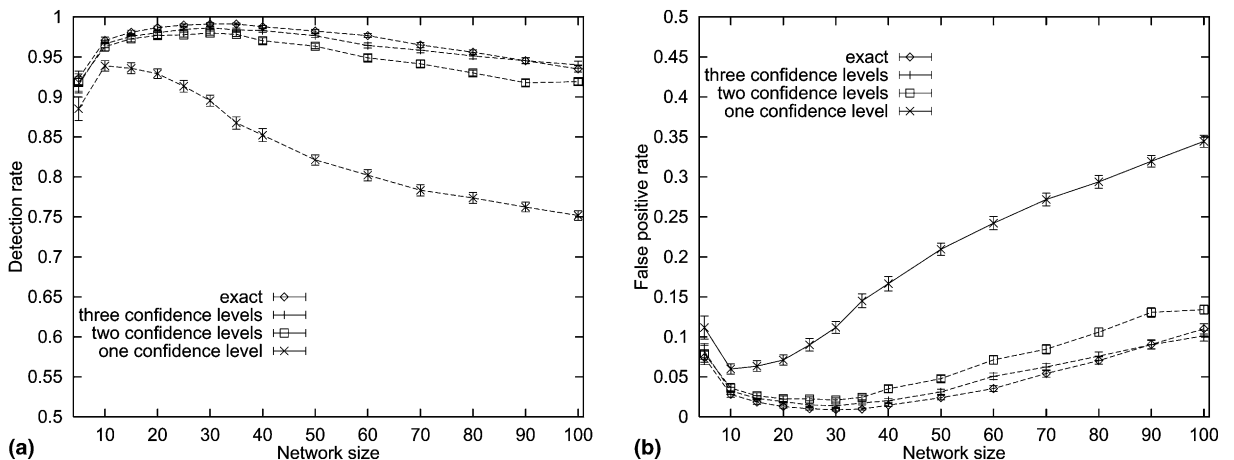 1
0.95
0.9
0.85
0.8
0.75
0.7
0.65
0.6
0.55
0.5
Detection rate
exact
three confidence levels
two confidence levels
one confidence level
10 20 30 40 50 60 70 80 90 100
Network size
(a)
0.5
0.45
0.4
0.35
0.3
0.25
0.2
0.15
0.1
0.05
0
False positive rate
exact
three confidence levels
two confidence levels
one confidence level
10 20 30 40 50 60 70 80 90 100
Network size
(b)